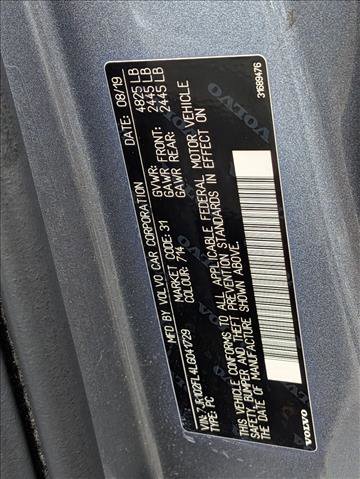 MFD BY VOLVO CAR CORPORATION DATE: 08/19
MARKET CODE: 31 GVWR: 4825 LB
COLOUR: 714 GAWR FRONT: 2445 LB
GAWR REAR: 2445 LB
VIN: 7JR102FL4LG041729
TYPE: PC
THIS VEHICLE CONFORMS TO ALL APPLICABLE FEDERAL MOTOR VEHICLE
SAFETY, BUMPER AND THEFT PREVENTION STANDARDS IN EFFECT ON
THE DATE OF MANUFACTURE SHOWN ABOVE.
31689476
VOLVO